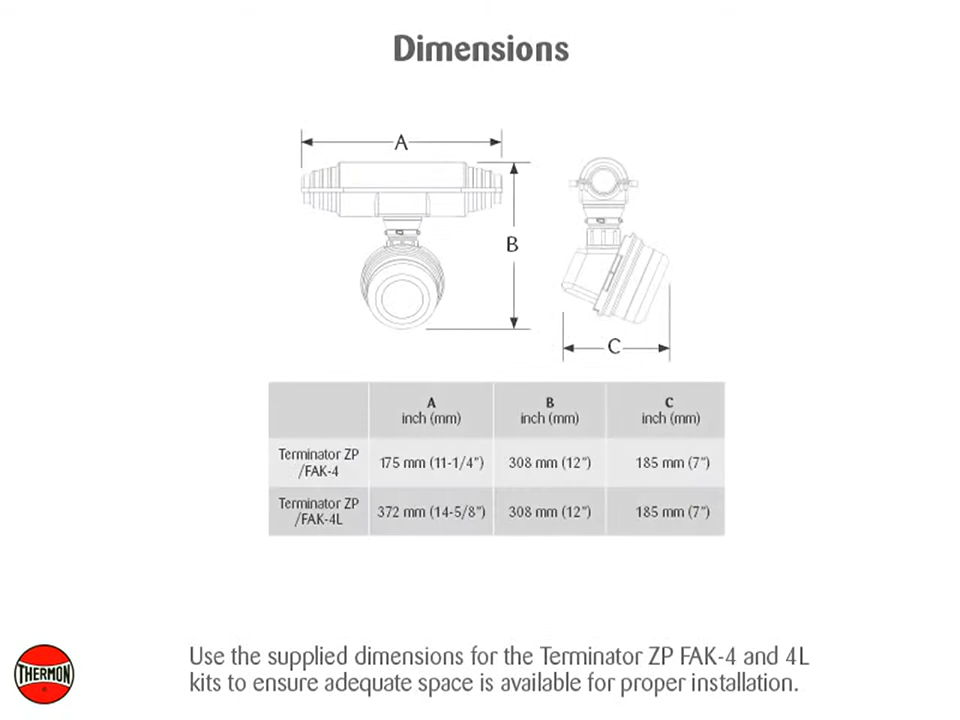 Dimensions
A
B
C
A B C
inch (mm) inch (mm) inch (mm)
Terminator ZP
/FAK-4 175 mm (11-1/4") 308 mm (12") 185 mm (7")
Terminator ZP
/FAK-4L 372 mm (14-5/8") 308 mm (12") 185 mm (7")
Use the supplied dimensions for the Terminator ZP FAK-4 and 4L
THERMON
kits to ensure adequate space is available for proper installation.